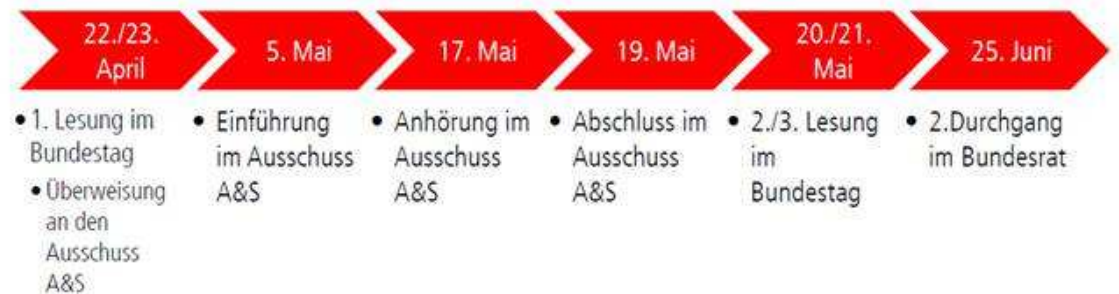 22./23.
April
5. Mai
17. Mai
19. Mai
20./21.
Mai
25. Juni
• 1. Lesung im
Bundestag
• Überweisung
an den
Ausschuss
A&S
• Einführung
im Ausschuss
A&S
• Anhörung im
Ausschuss
A&S
• Abschluss im
Ausschuss
A&S
• 2./3. Lesung
im
Bundestag
• 2.Durchgang
im Bundesrat